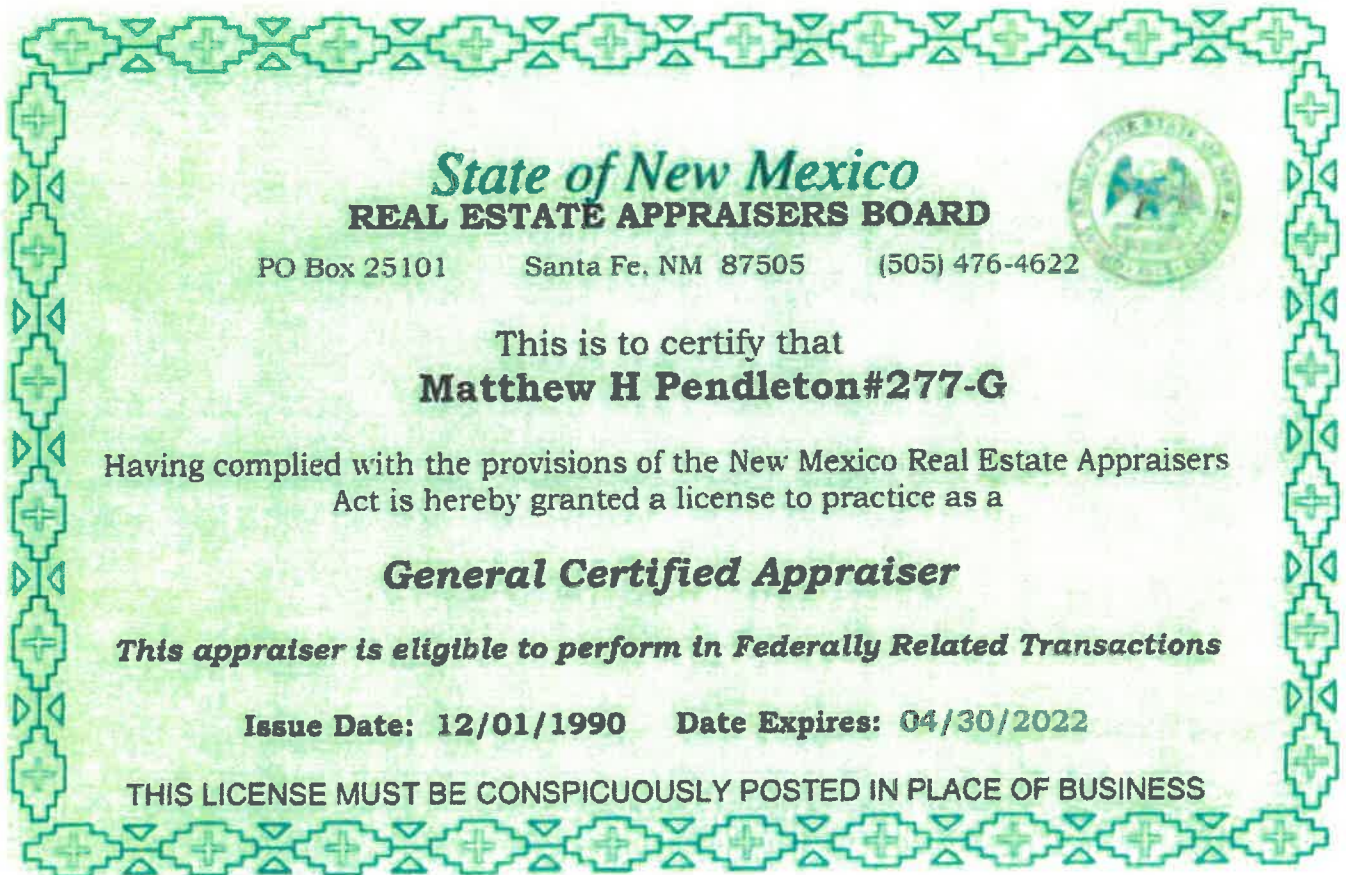 State of New Mexico
REAL ESTATE APPRAISERS BOARD
PO Box 25101 Santa Fe, NM 87505 (505) 476-4622
This is to certify that
Matthew H Pendleton#277-G
Having complied with the provisions of the New Mexico Real Estate Appraisers
Act is hereby granted a license to practice as a
General Certified Appraiser
This appraiser is eligible to perform in Federally Related Transactions
Issue Date: 12/01/1990 Date Expires: 04/30/2022
THIS LICENSE MUST BE CONSPICUOUSLY POSTED IN PLACE OF BUSINESS